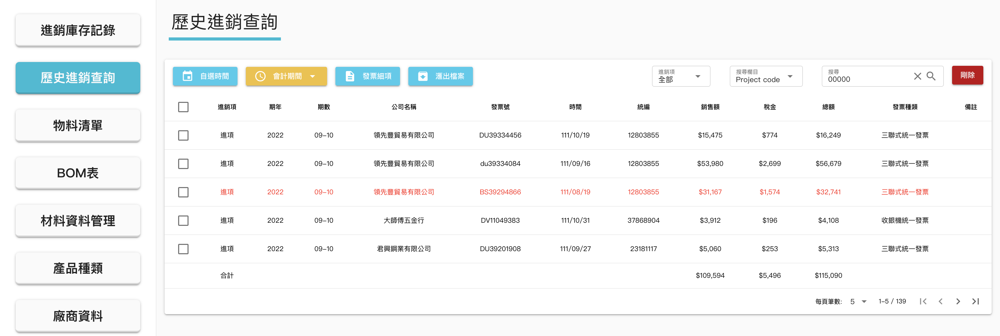 進銷庫存記錄
歷史進銷查詢
物料清單
BOM表
材料資料管理
產品種類
廠商資料
歷史進銷查詢
自選時間 會計期間 發票細項 滙出檔案 進銷項 全部 搜尋欄目 Project code 搜尋 00000 剛除
進銷項 期年 期數 公司名稱 發票號 時間 統編 銷售額 稅金 總額 發票種類 備註
進項 2022 09-10 領先豐貿易有限公司 DU39334456 111/10/19 12803855 $15,475 $774 $16,249 三聯式統一發票
進項 2022 09-10 領先豐貿易有限公司 du39334084 111/09/16 12803855 $53,980 $2,699 $56,679 三聯式統一發票
進項 2022 09-10 領先豐貿易有限公司 BS39294866 111/08/19 12803855 $31,167 $1,574 $32,741 三聯式統一發票
進項 2022 09-10 大師傅五金行 DV11049383 111/10/31 37868904 $3,912 $196 $4,108 收銀機統一發票
進項 2022 09-10 君興鋼業有限公司 DU39201908 111/09/27 23181117 $5,060 $253 $5,313 三聯式統一發票
合計 $109,594 $5,496 $115,090
每頁筆數: 5 1-5 / 139